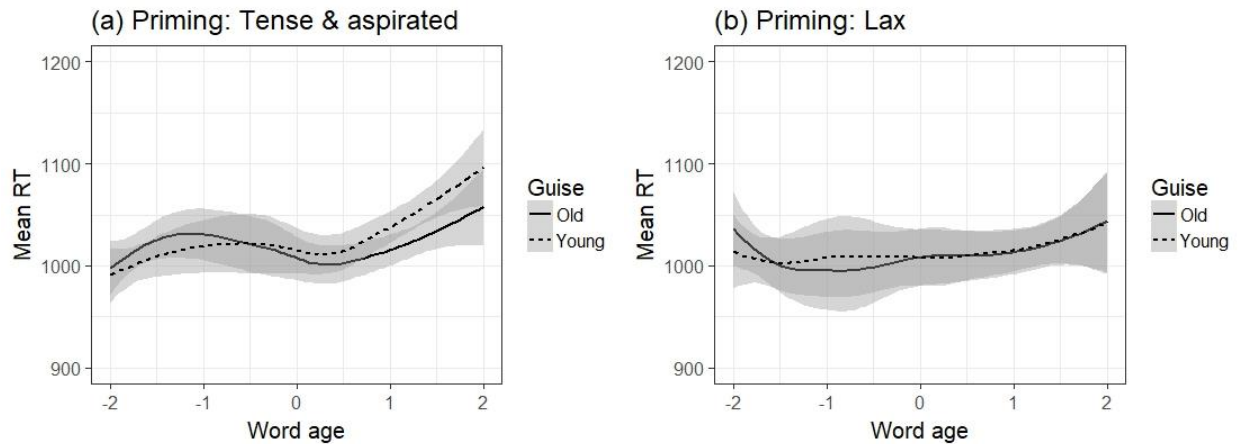 (a) Priming: Tense & aspirated
1200
1100
1000
900
Mean RT
-2 -1 0 1 2
Word age
Guise
Old
Young
(b) Priming: Lax
1200
1100
1000
900
Mean RT
-2 -1 0 1 2
Word age
Guise
Old
Young